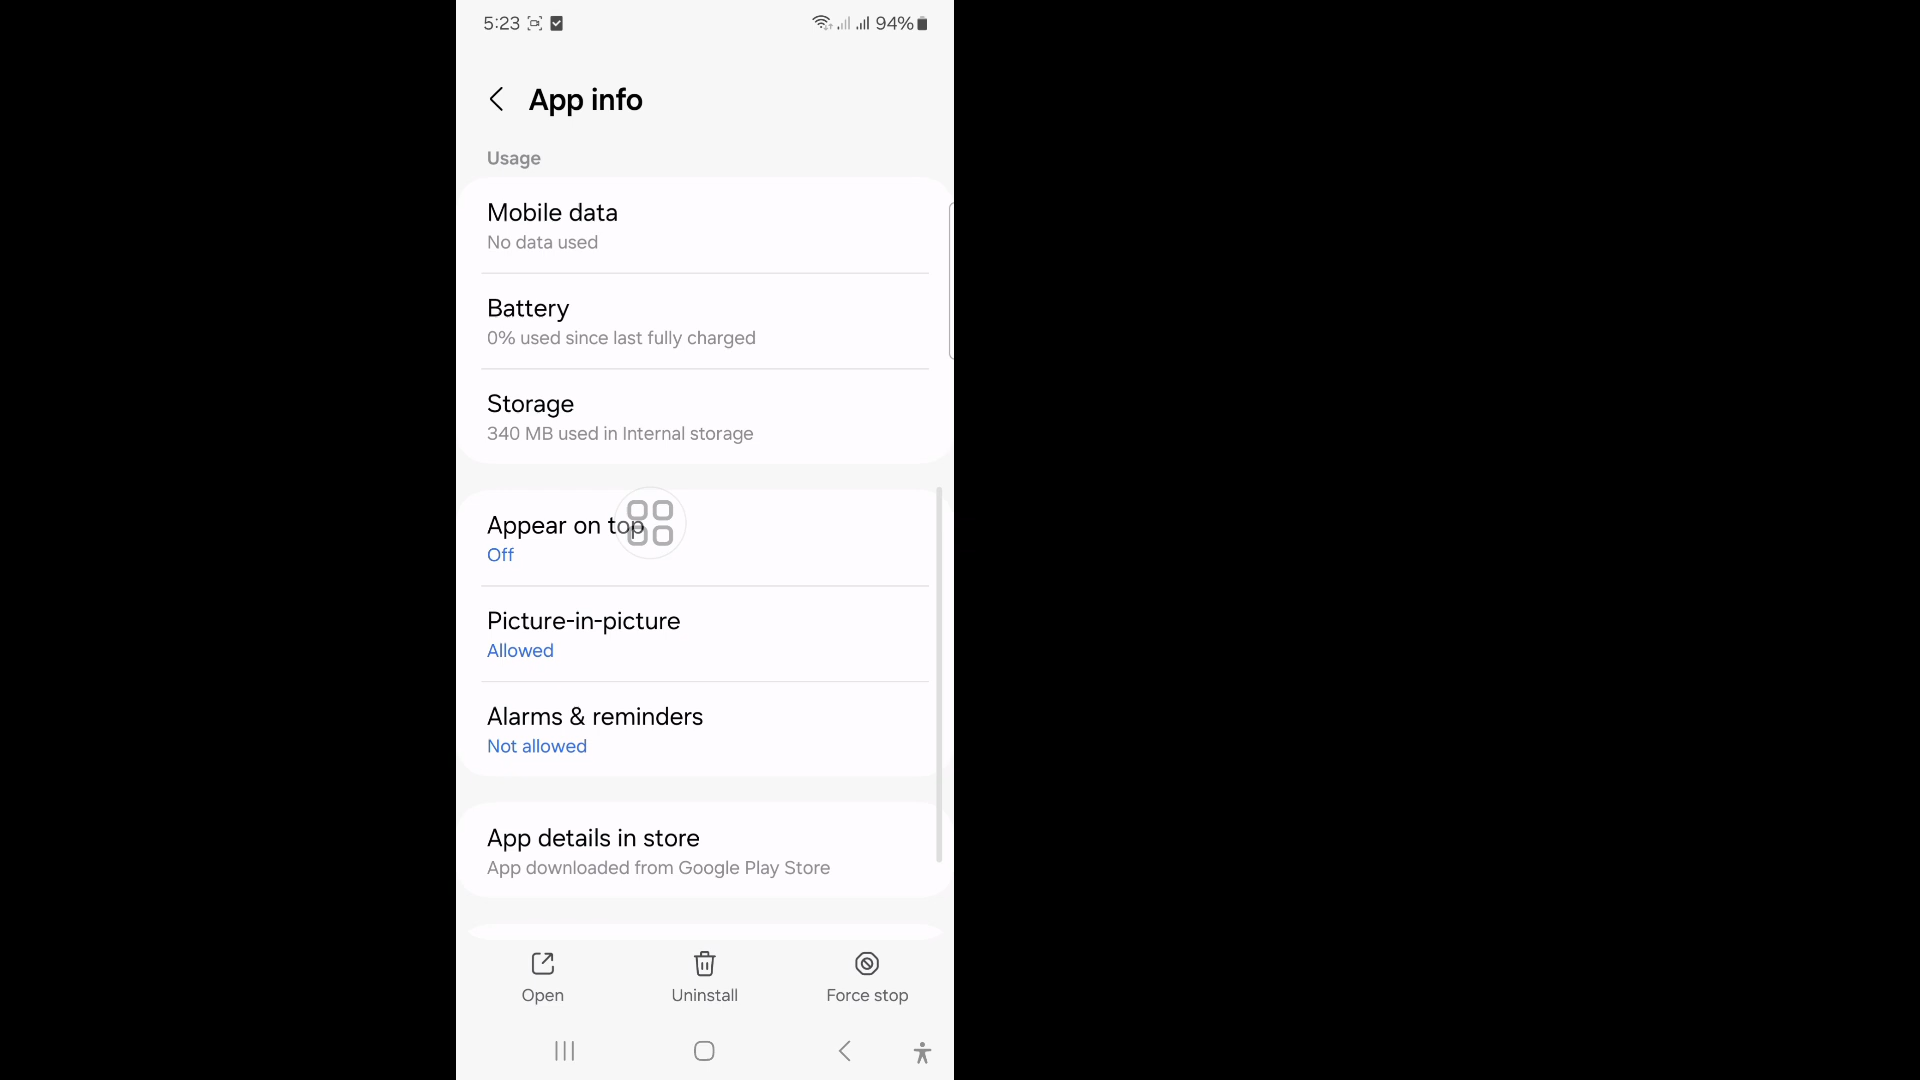 5:23 94%
App info
Usage
Mobile data
No data used
Battery
0% used since last fully charged
Storage
340 MB used in Internal storage
Appear on top
Off
Picture-in-picture
Allowed
Alarms & reminders
Not allowed
App details in store
App downloaded from Google Play Store
Open Uninstall Force stop